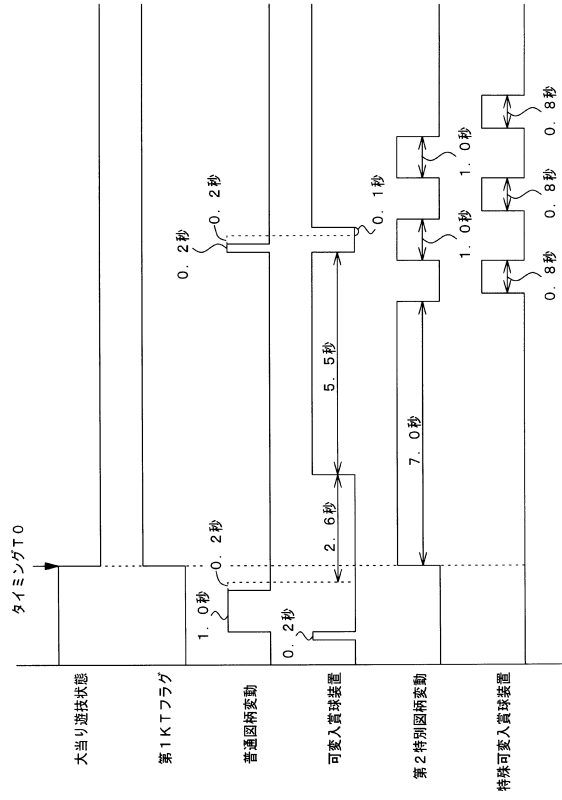 タイミングT0
大当り遊技状態
第1KTフラグ
普通図柄変動
1.0秒
0.2秒
0.2秒
0.2秒
可変入賞球装置
0.2秒
2.6秒
5.5秒
0.1秒
第2特別図柄変動
7.0秒
1.0秒
1.0秒
特殊可変入賞球装置
0.8秒
0.8秒
0.8秒